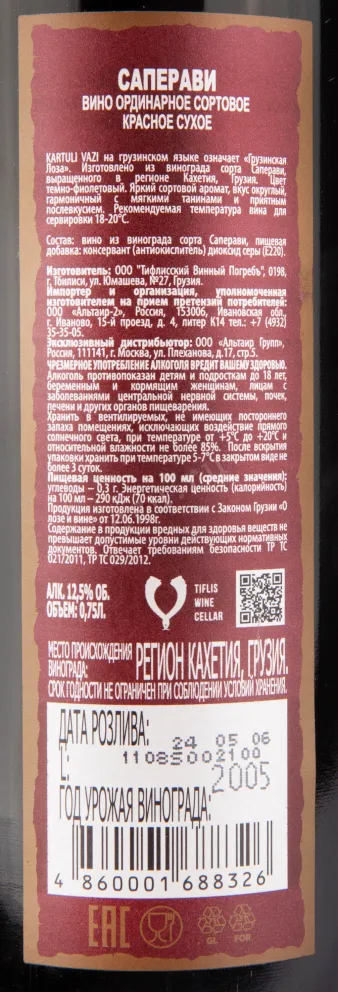 САПЕРАВИ
ВИНО ОРДИНАРНОЕ СОРТОВОЕ
КРАСНОЕ СУХОЕ
KARTULI VAZI на грузинском языке означает «Грузинская
Лоза». Изготовлено из винограда сорта Саперави,
выращенного в регионе Кахетия, Грузия. Цвет
темно-фиолетовый. Яркий сортовой аромат, вкус округлый,
гармоничный с мягкими танинами и приятным
послевкусием. Рекомендуемая температура вина для
сервировки 18-20°C.
Состав: вино из винограда сорта Саперави, пищевая
добавка: консервант (антиокислитель) диоксид серы (E220).
Изготовитель: ООО "Тифлисский Винный Погребъ", 0198,
г. Тбилиси, ул. Юмашева, №27, Грузия.
Импортер и организация, уполномоченная
изготовителем на прием претензий потребителей:
ООО «Альтаир-2», Россия, 153006, Ивановская обл.,
г. Иваново, 15-й проезд, д. 4, литер К14 тел.: +7 (4932)
35-35-05.
Эксклюзивный дистрибьютор: ООО «Альтаир Групп»,
Россия, 111141, г. Москва, ул. Плеханова, д.17, стр.5.
ЧРЕЗМЕРНОЕ УПОТРЕБЛЕНИЕ АЛКОГОЛЯ ВРЕДИТ ВАШЕМУ ЗДОРОВЬЮ.
Алкоголь противопоказан детям и подросткам до 18 лет,
беременным и кормящим женщинам, лицам с
заболеваниями центральной нервной системы, почек,
печени и других органов пищеварения.
Хранить в вентилируемых, не имеющих постороннего
запаха помещениях, исключающих воздействие прямого
солнечного света, при температуре от +5°C до +20°C и
относительной влажности не более 85%. После вскрытия
упаковки хранить при температуре 5-7°C в закрытом виде не
более 3 суток.
Пищевая ценность на 100 мл (средние значения):
углеводы – 0,3 г. Энергетическая ценность (калорийность)
на 100 мл – 290 кДж (70 ккал).
Продукция изготовлена в соответствии с Законом Грузии «О
лозе и вине» от 12.06.1998г.
Содержание в продукции вредных для здоровья веществ не
превышает допустимые уровни действующих нормативных
документов. Отвечает требованиям безопасности ТР ТС
021/2011, ТР ТС 029/2012.
АЛК. 12,5% ОБ.
ОБЪЕМ: 0,75Л.
TIFLIS
WINE
CELLAR
МЕСТО ПРОИСХОЖДЕНИЯ
ВИНОГРАДА: РЕГИОН КАХЕТИЯ, ГРУЗИЯ.
СРОК ГОДНОСТИ НЕ ОГРАНИЧЕН ПРИ СОБЛЮДЕНИИ УСЛОВИЙ ХРАНЕНИЯ.
ДАТА РОЗЛИВА: 24 05 06
L: 11085002100
2005
ГОД УРОЖАЯ ВИНОГРАДА:
4 860001 688326
EAC
GL FOR